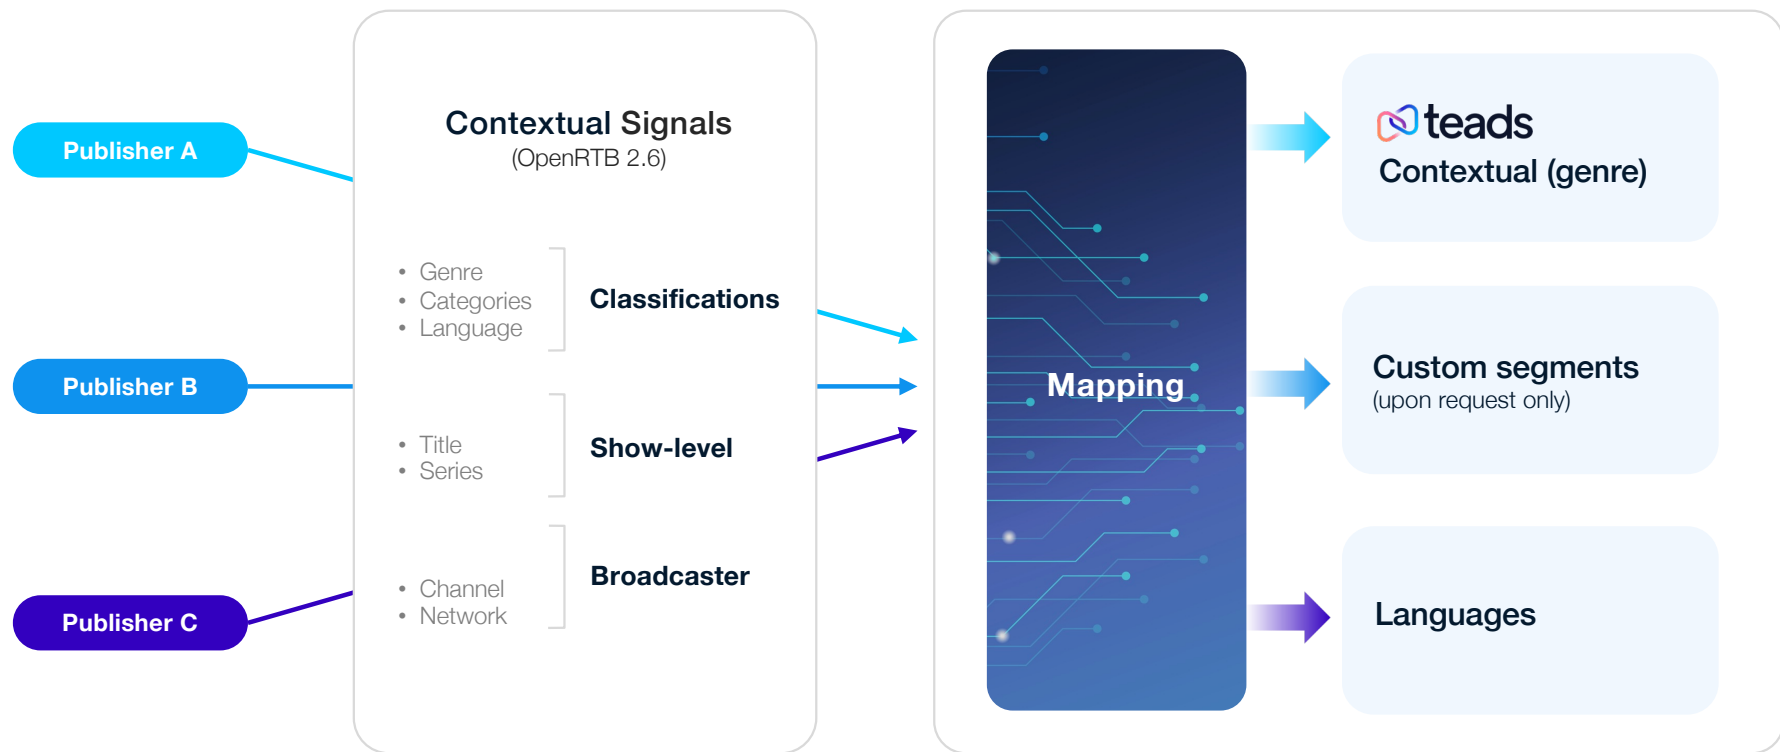 Publisher A
Publisher B
Publisher C
Contextual Signals
(OpenRTB 2.6)
• Genre
• Categories
• Language
Classifications
• Title
• Series
Show-level
• Channel
• Network
Broadcaster
Mapping
teads
Contextual (genre)
Custom segments
(upon request only)
Languages